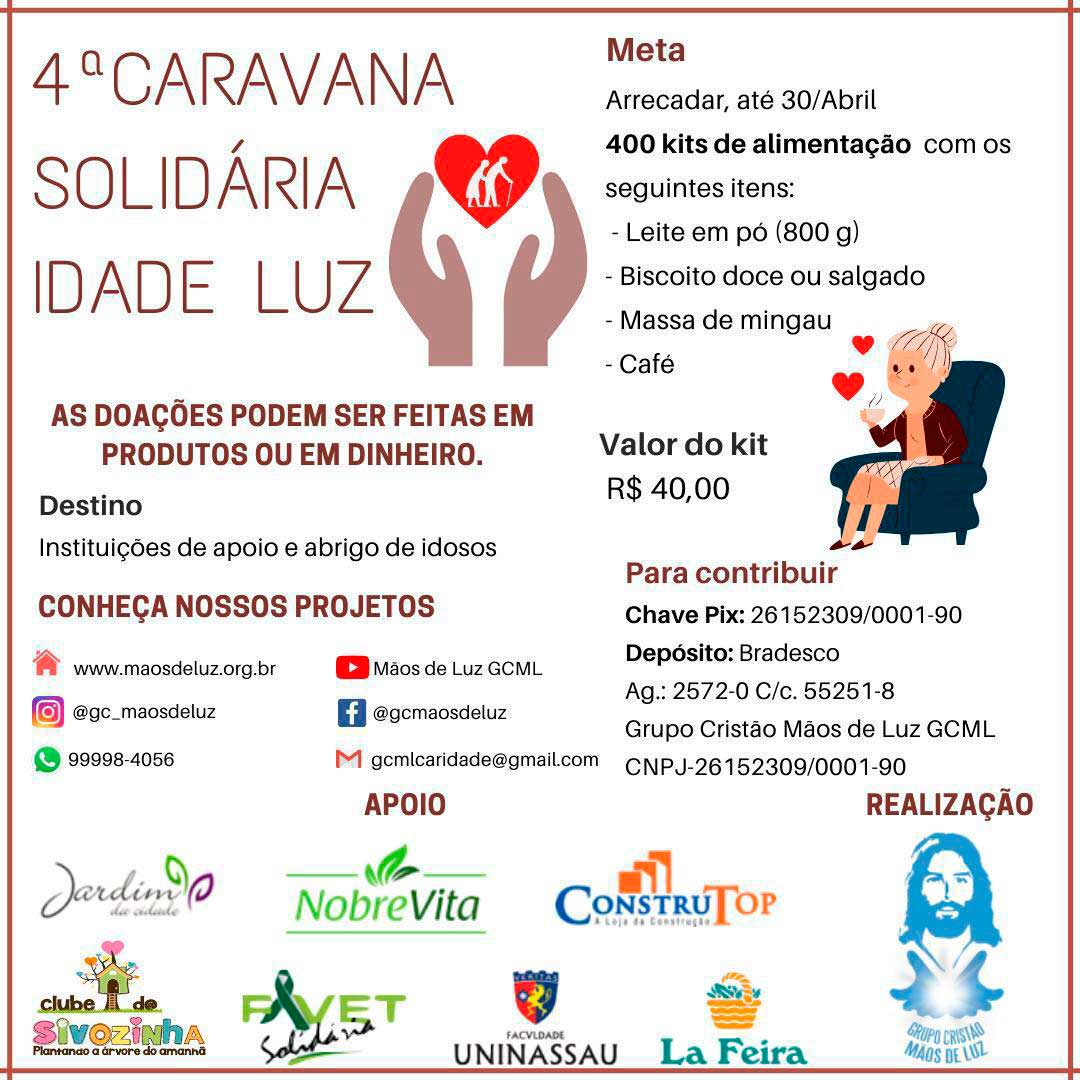 4ª CARAVANA
SOLIDÁRIA
IDADE LUZ
AS DOAÇÕES PODEM SER FEITAS EM
PRODUTOS OU EM DINHEIRO.
Destino
Instituições de apoio e abrigo de idosos
CONHEÇA NOSSOS PROJETOS
www.maosdeluz.org.br
Mãos de Luz GCML
@gc_maosdeluz
@gcmaosdeluz
99998-4056
gcmlcaridade@gmail.com
Meta
Arrecadar, até 30/Abril
400 kits de alimentação com os
seguintes itens:
- Leite em pó (800 g)
- Biscoito doce ou salgado
- Massa de mingau
- Café
Valor do kit
R$ 40,00
Para contribuir
Chave Pix: 26152309/0001-90
Depósito: Bradesco
Ag.: 2572-0 C/c. 55251-8
Grupo Cristão Mãos de Luz GCML
CNPJ-26152309/0001-90
APOIO
Jardim
da cidade
NobreVita
CONSTRUTOP
A Loja da Construção
clube de
SivozinhA
Plantando a árvore do amanhã
FAVET
Solidária
VERITAS
FACVLDADE
UNINASSAU
La Feira
REALIZAÇÃO
GRUPO CRISTÃO
MÃOS DE LUZ